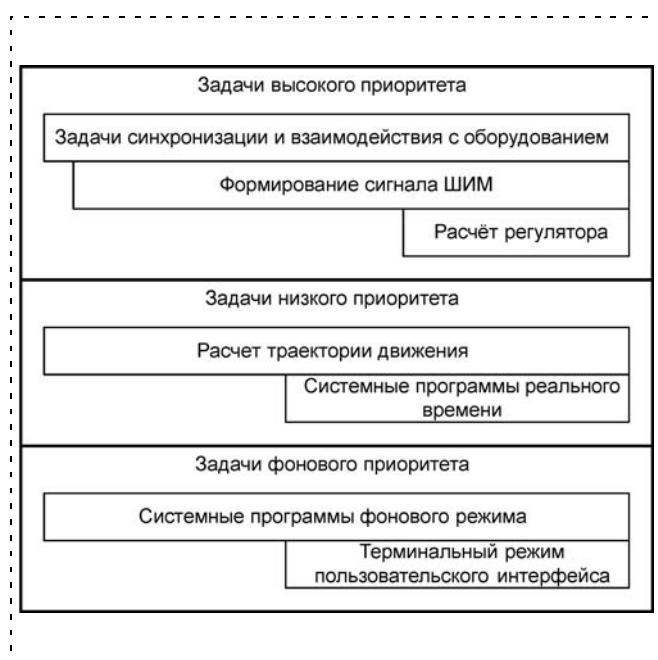 Задачи высокого приоритета
Задачи синхронизации и взаимодействия с оборудованием
Формирование сигнала ШИМ
Расчёт регулятора
Задачи низкого приоритета
Расчет траектории движения
Системные программы реального
времени
Задачи фонового приоритета
Системные программы фонового режима
Терминальный режим
пользовательского интерфейса